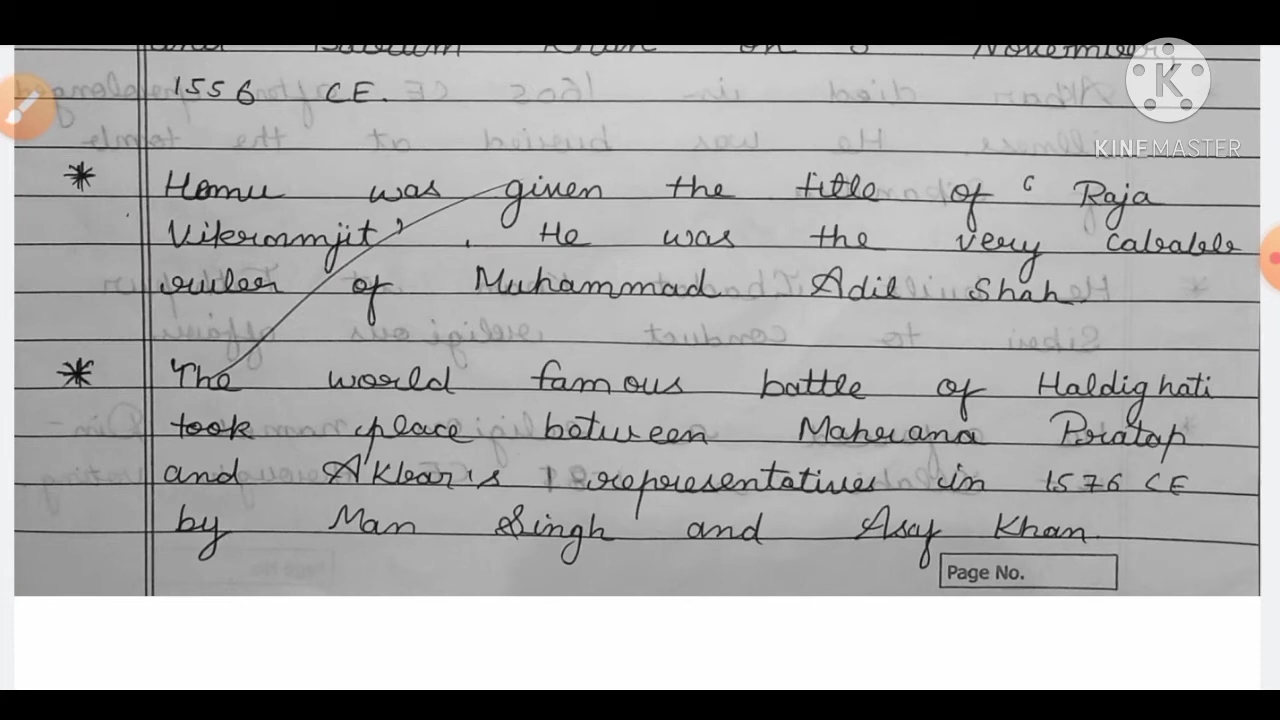 1556 CE.
* Hemu was given the title of ' Raja
Vikramjit'. He was the very capable
ruler of Muhammad Adil Shah
* The world famous battle of Haldighati
took place between Maharana Pratap
and Akbar's representatives in 1576 CE
by Man Singh and Asaf Khan.
Page No.
K
KINEMASTER